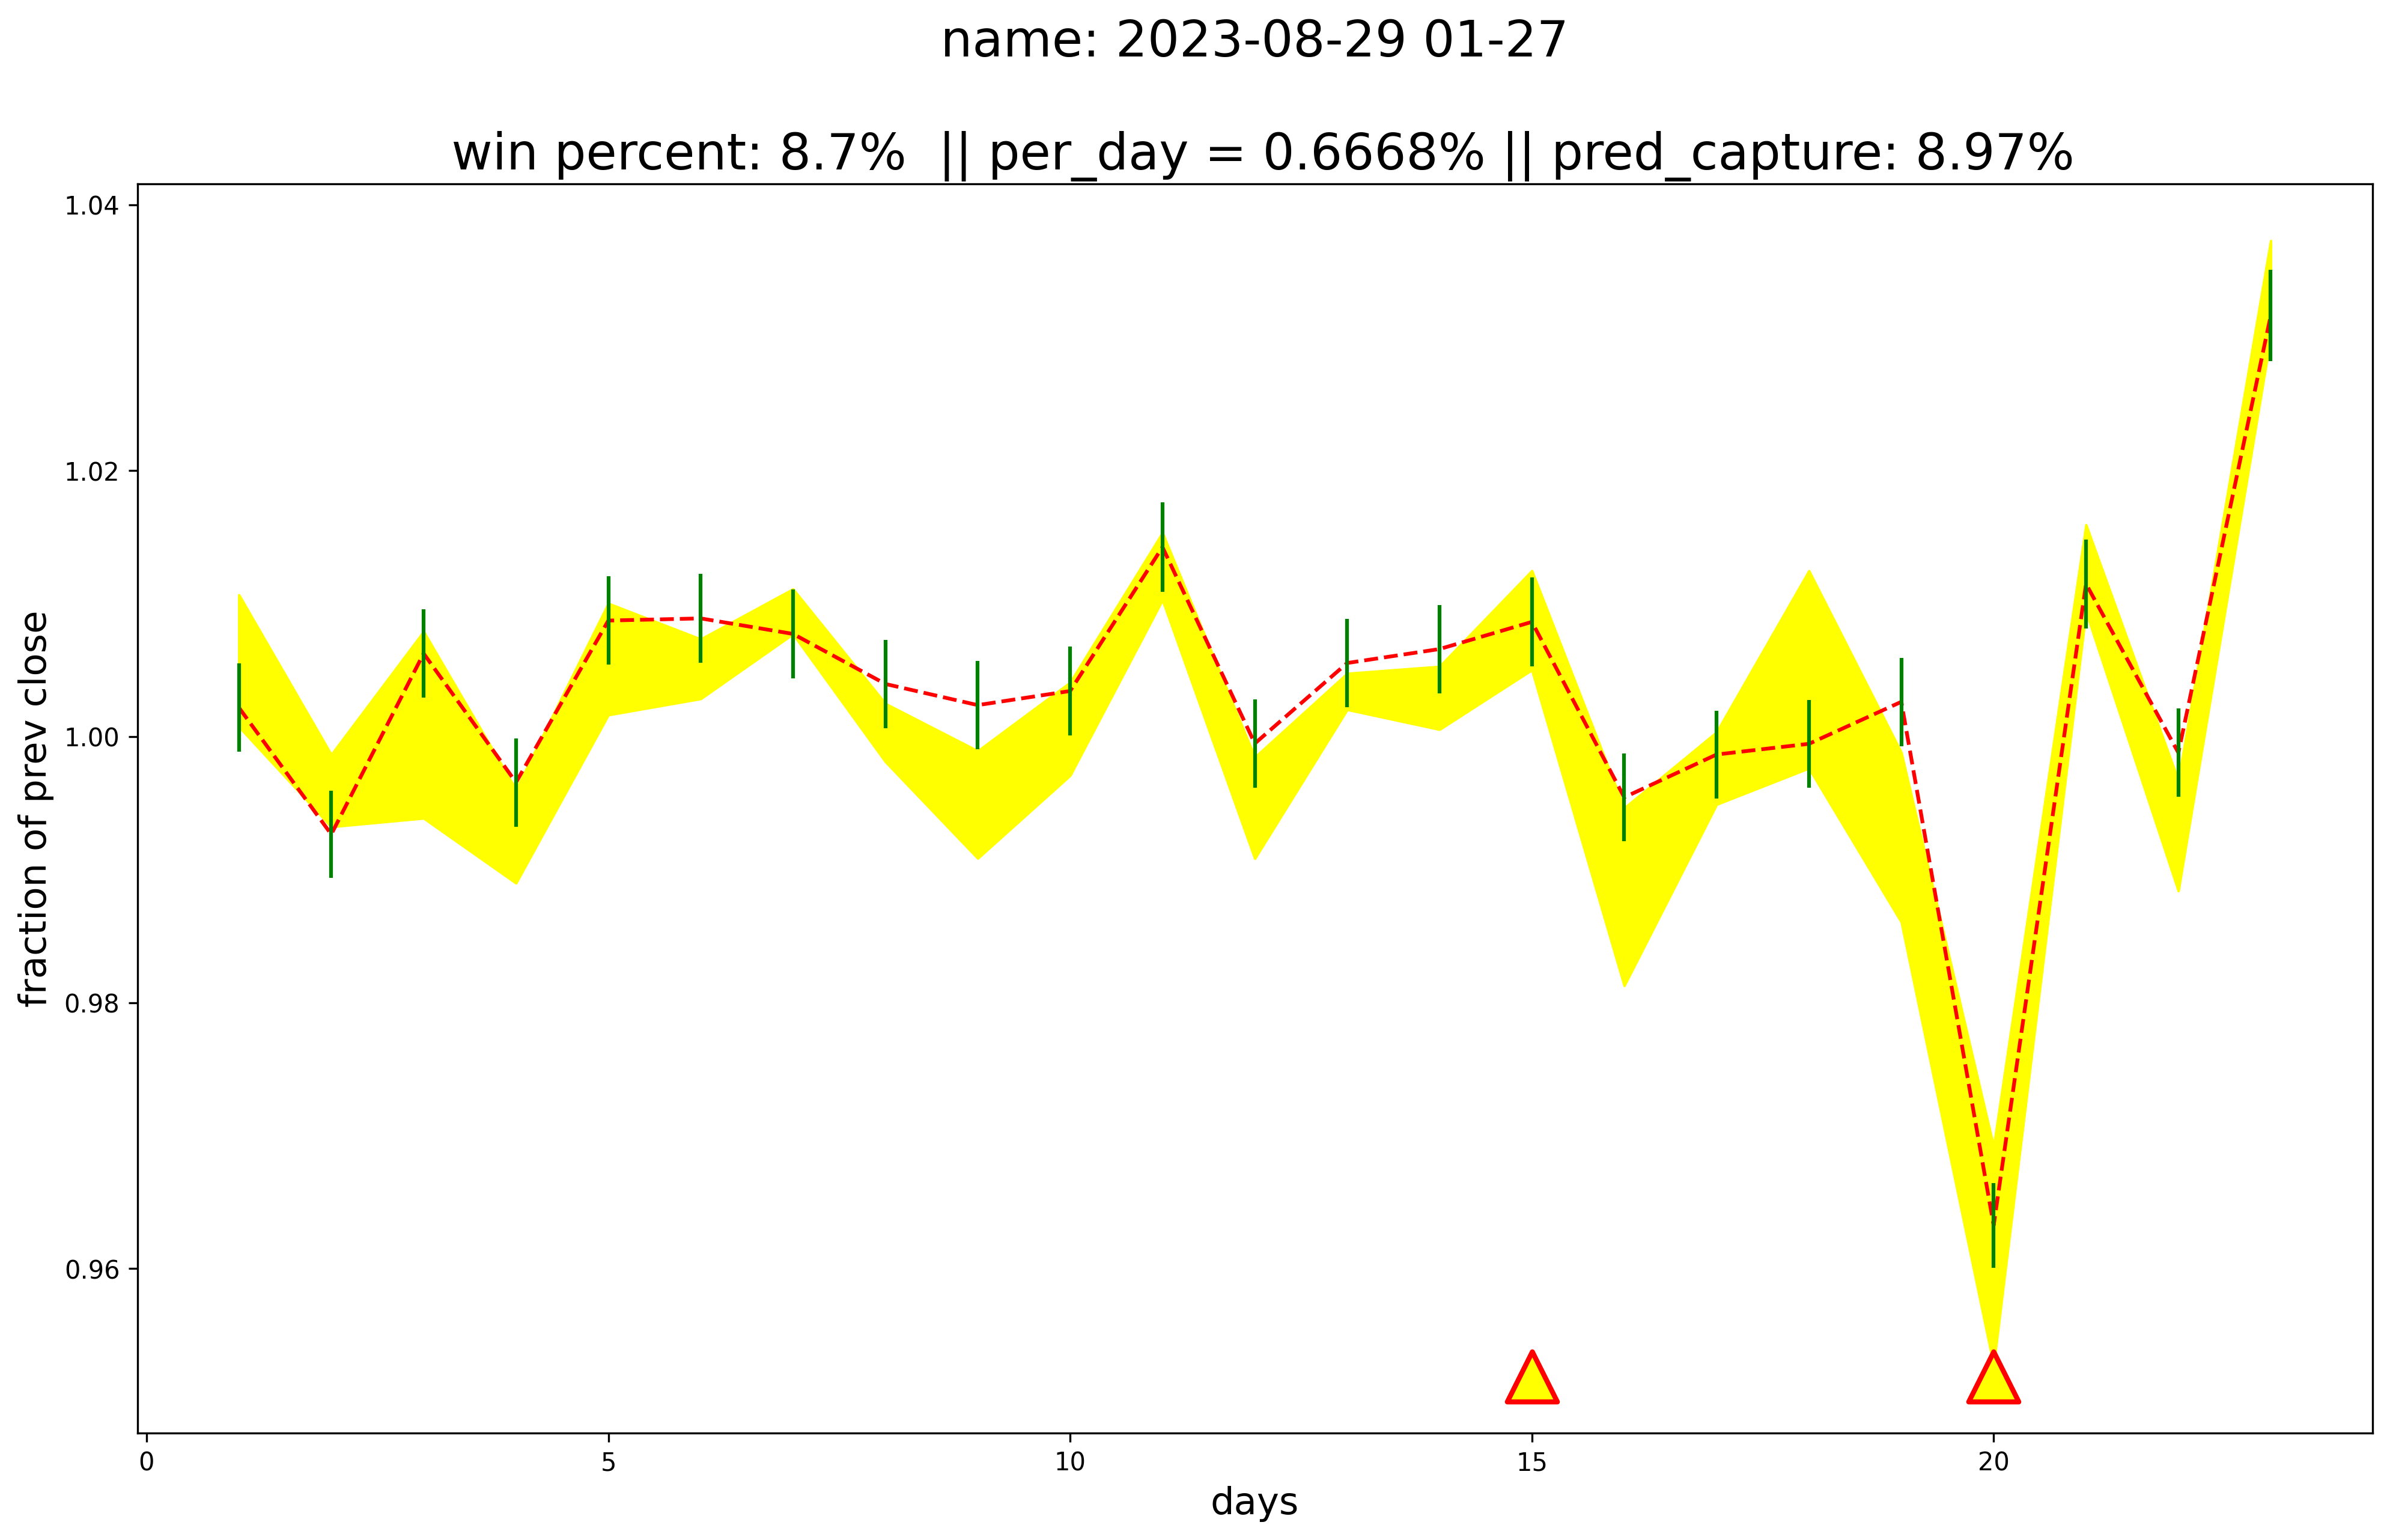 name: 2023-08-29 01-27
win percent: 8.7%  || per_day = 0.6668% || pred_capture: 8.97%
1.04
1.02
1.00
0.98
0.96
fraction of prev close
0
5
10
15
20
days